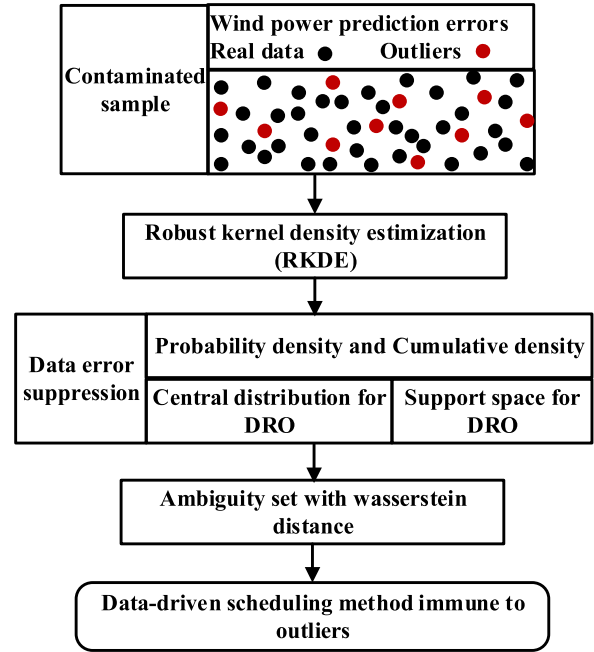 Wind power prediction errors
Real data
Outliers
Contaminated
sample
Robust kernel density estimization
(RKDE)
Data error
suppression
Probability density and Cumulative density
Central distribution for
DRO
Support space for
DRO
Ambiguity set with wasserstein
distance
Data-driven scheduling method immune to
outliers